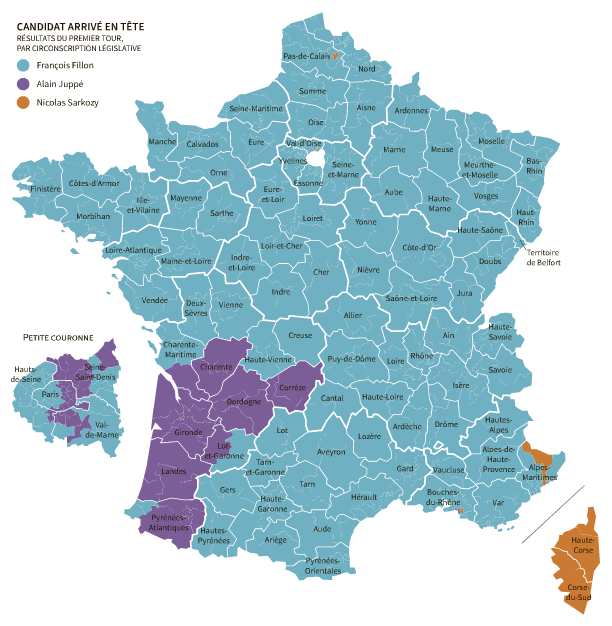 CANDIDAT ARRIVÉ EN TÊTE
RÉSULTATS DU PREMIER TOUR,
PAR CIRCONSCRIPTION LÉGISLATIVE
François Fillon
Alain Juppé
Nicolas Sarkozy
Pas-de-Calais
Nord
Somme
Seine-Maritime
Aisne
Ardennes
Oise
Manche
Calvados
Eure
Val-d'Oise
Marne
Meuse
Moselle
Bas-
Rhin
Yvelines
Seine-
et-Marne
Meurthe-
et-Moselle
Orne
Essonne
Finistère
Côtes-d'Armor
Mayenne
Eure-
et-Loir
Aube
Haute-
Marne
Vosges
Ille-
et-Vilaine
Morbihan
Sarthe
Loiret
Yonne
Haut-
Rhin
Haute-Saône
Loire-Atlantique
Maine-et-Loire
Loir-et-Cher
Côte-d'Or
Territoire
de Belfort
Indre-
et-Loire
Cher
Nièvre
Doubs
Vendée
Deux-
Sèvres
Vienne
Indre
Saône-et-Loire
Jura
Allier
PETITE COURONNE
Charente-
Maritime
Creuse
Ain
Haute-
Savoie
Hauts-
de-Seine
Seine-
Saint-Denis
Charente
Haute-Vienne
Puy-de-Dôme
Loire
Rhône
Savoie
Paris
Corrèze
Isère
Dordogne
Cantal
Haute-Loire
Val-
de-Marne
Gironde
Lot
Lozère
Ardèche
Drôme
Hautes-
Alpes
Lot-
et-Garonne
Aveyron
Alpes-de-
Haute-
Provence
Landes
Tarn-
et-Garonne
Gard
Vaucluse
Alpes-
Maritimes
Gers
Tarn
Hérault
Bouches-
du-Rhône
Var
Haute-
Garonne
Pyrénées-
Atlantiques
Hautes-
Pyrénées
Ariège
Aude
Haute-
Corse
Pyrénées-
Orientales
Corse-
du-Sud